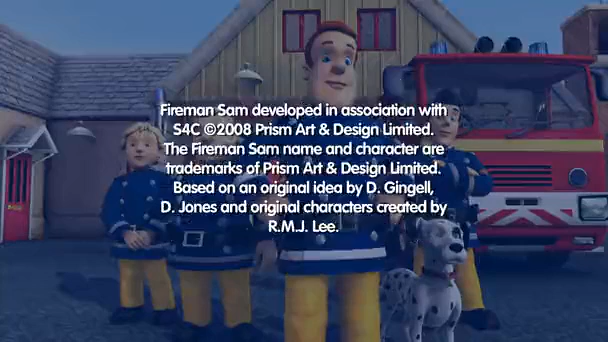 Fireman Sam developed in association with
S4C ©2008 Prism Art & Design Limited.
The Fireman Sam name and character are
trademarks of Prism Art & Design Limited.
Based on an original idea by D. Gingell,
D. Jones and original characters created by
R.M.J. Lee.